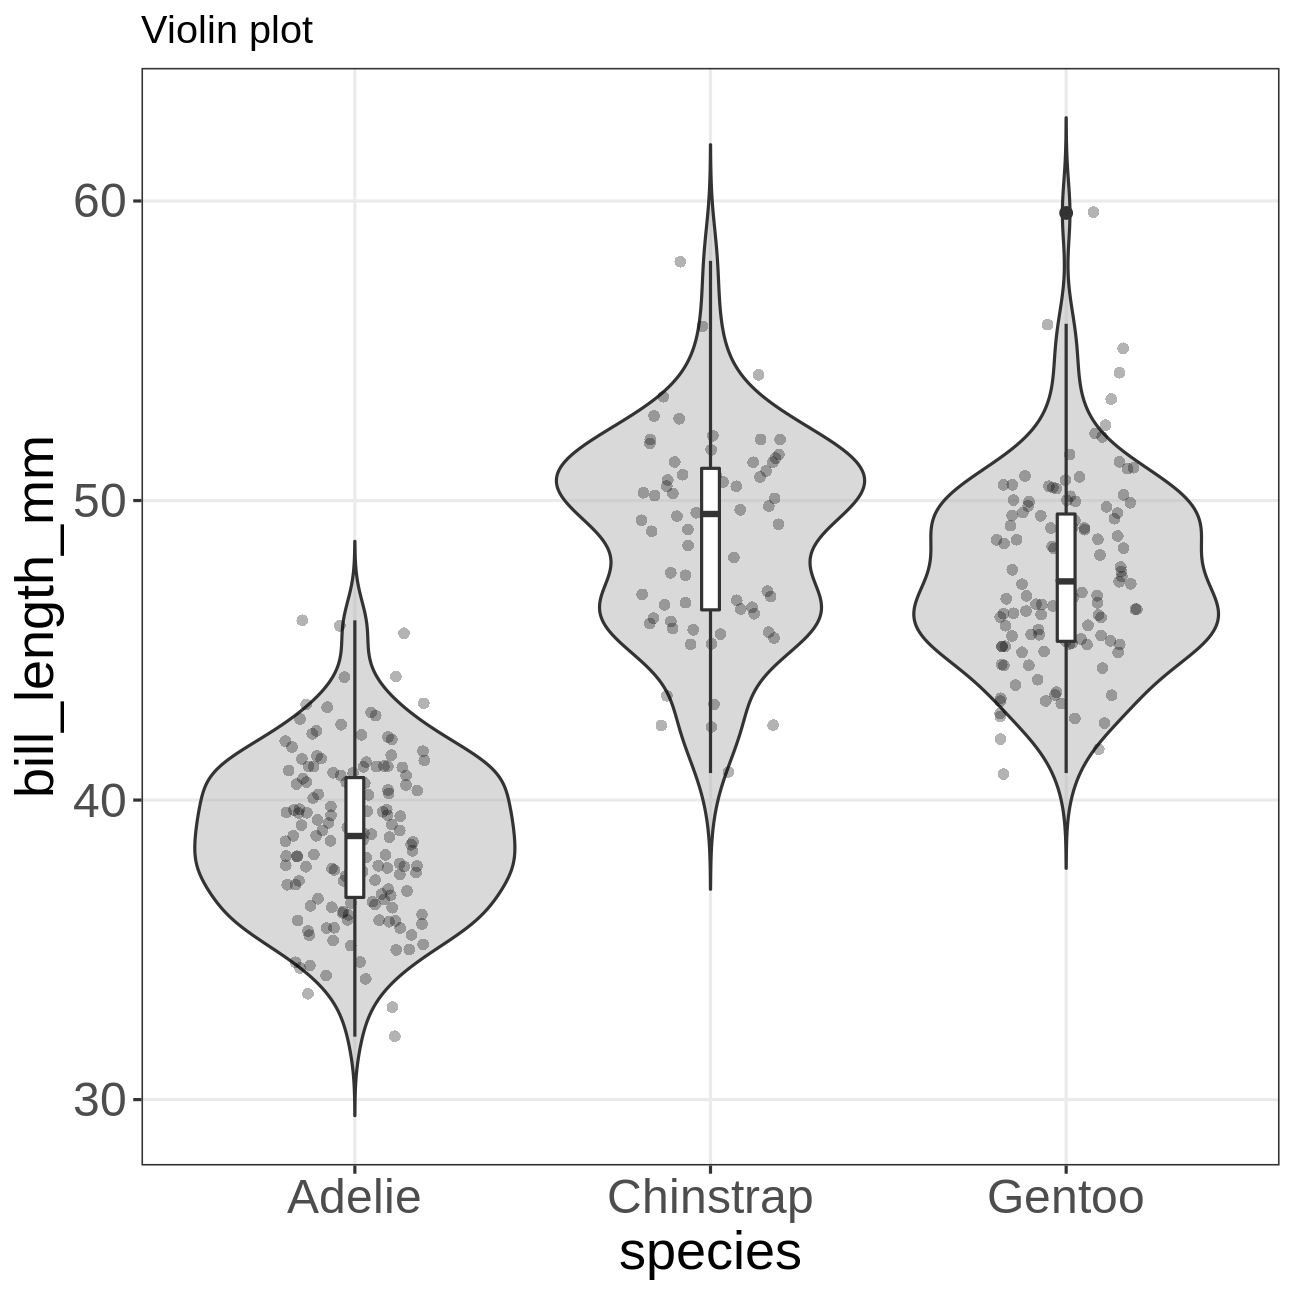 Violin plot
60
50
40
30
bill_length_mm
Adelie
Chinstrap
Gentoo
species